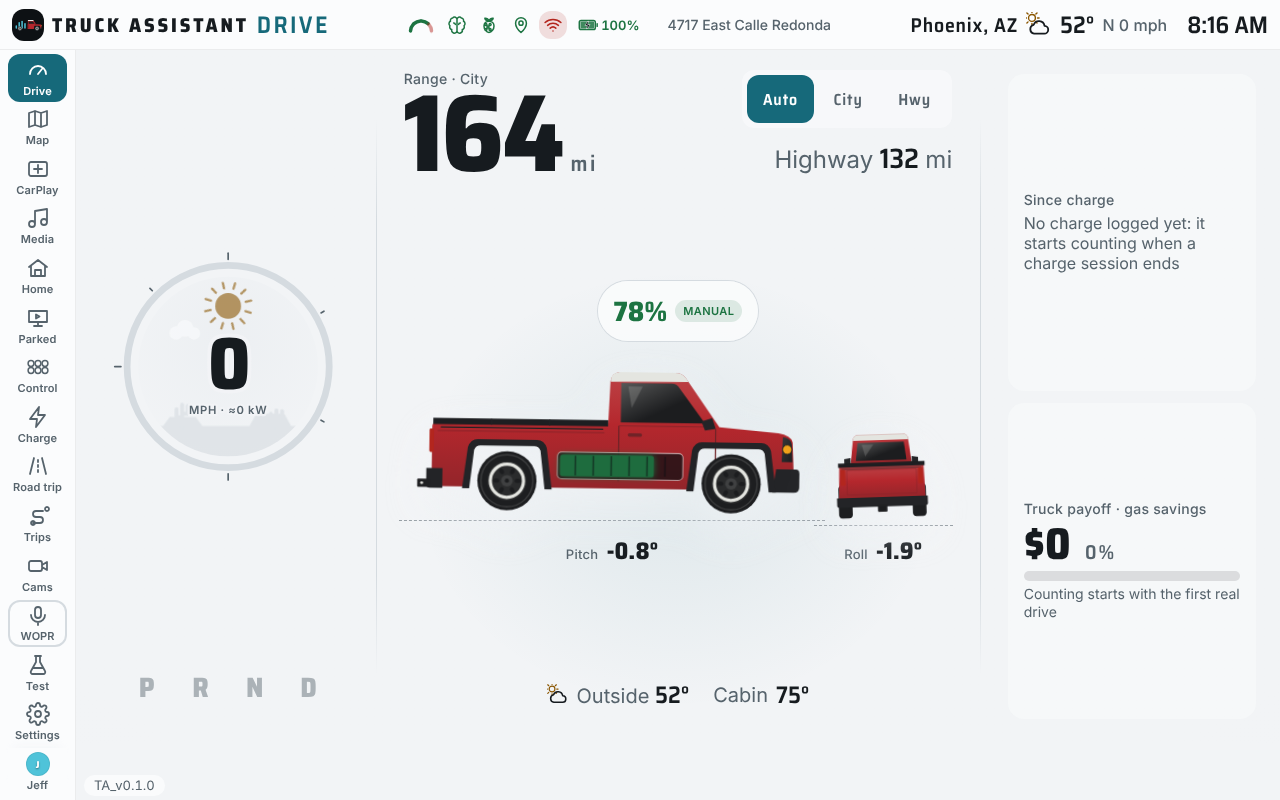 TRUCK ASSISTANT DRIVE
100%
4717 East Calle Redonda
Phoenix, AZ 52° N 0 mph 8:16 AM
Drive
Map
CarPlay
Media
Home
Parked
Control
Charge
Road trip
Trips
Cams
WOPR
Test
Settings
J
Jeff
0
MPH · ≈0 kW
P R N D
TA_v0.1.0
Range · City
164 mi
Auto City Hwy
Highway 132 mi
78% MANUAL
Pitch -0.8°
Roll -1.9°
Outside 52° Cabin 75°
Since charge
No charge logged yet: it
starts counting when a
charge session ends
Truck payoff · gas savings
$0 0%
Counting starts with the first real
drive